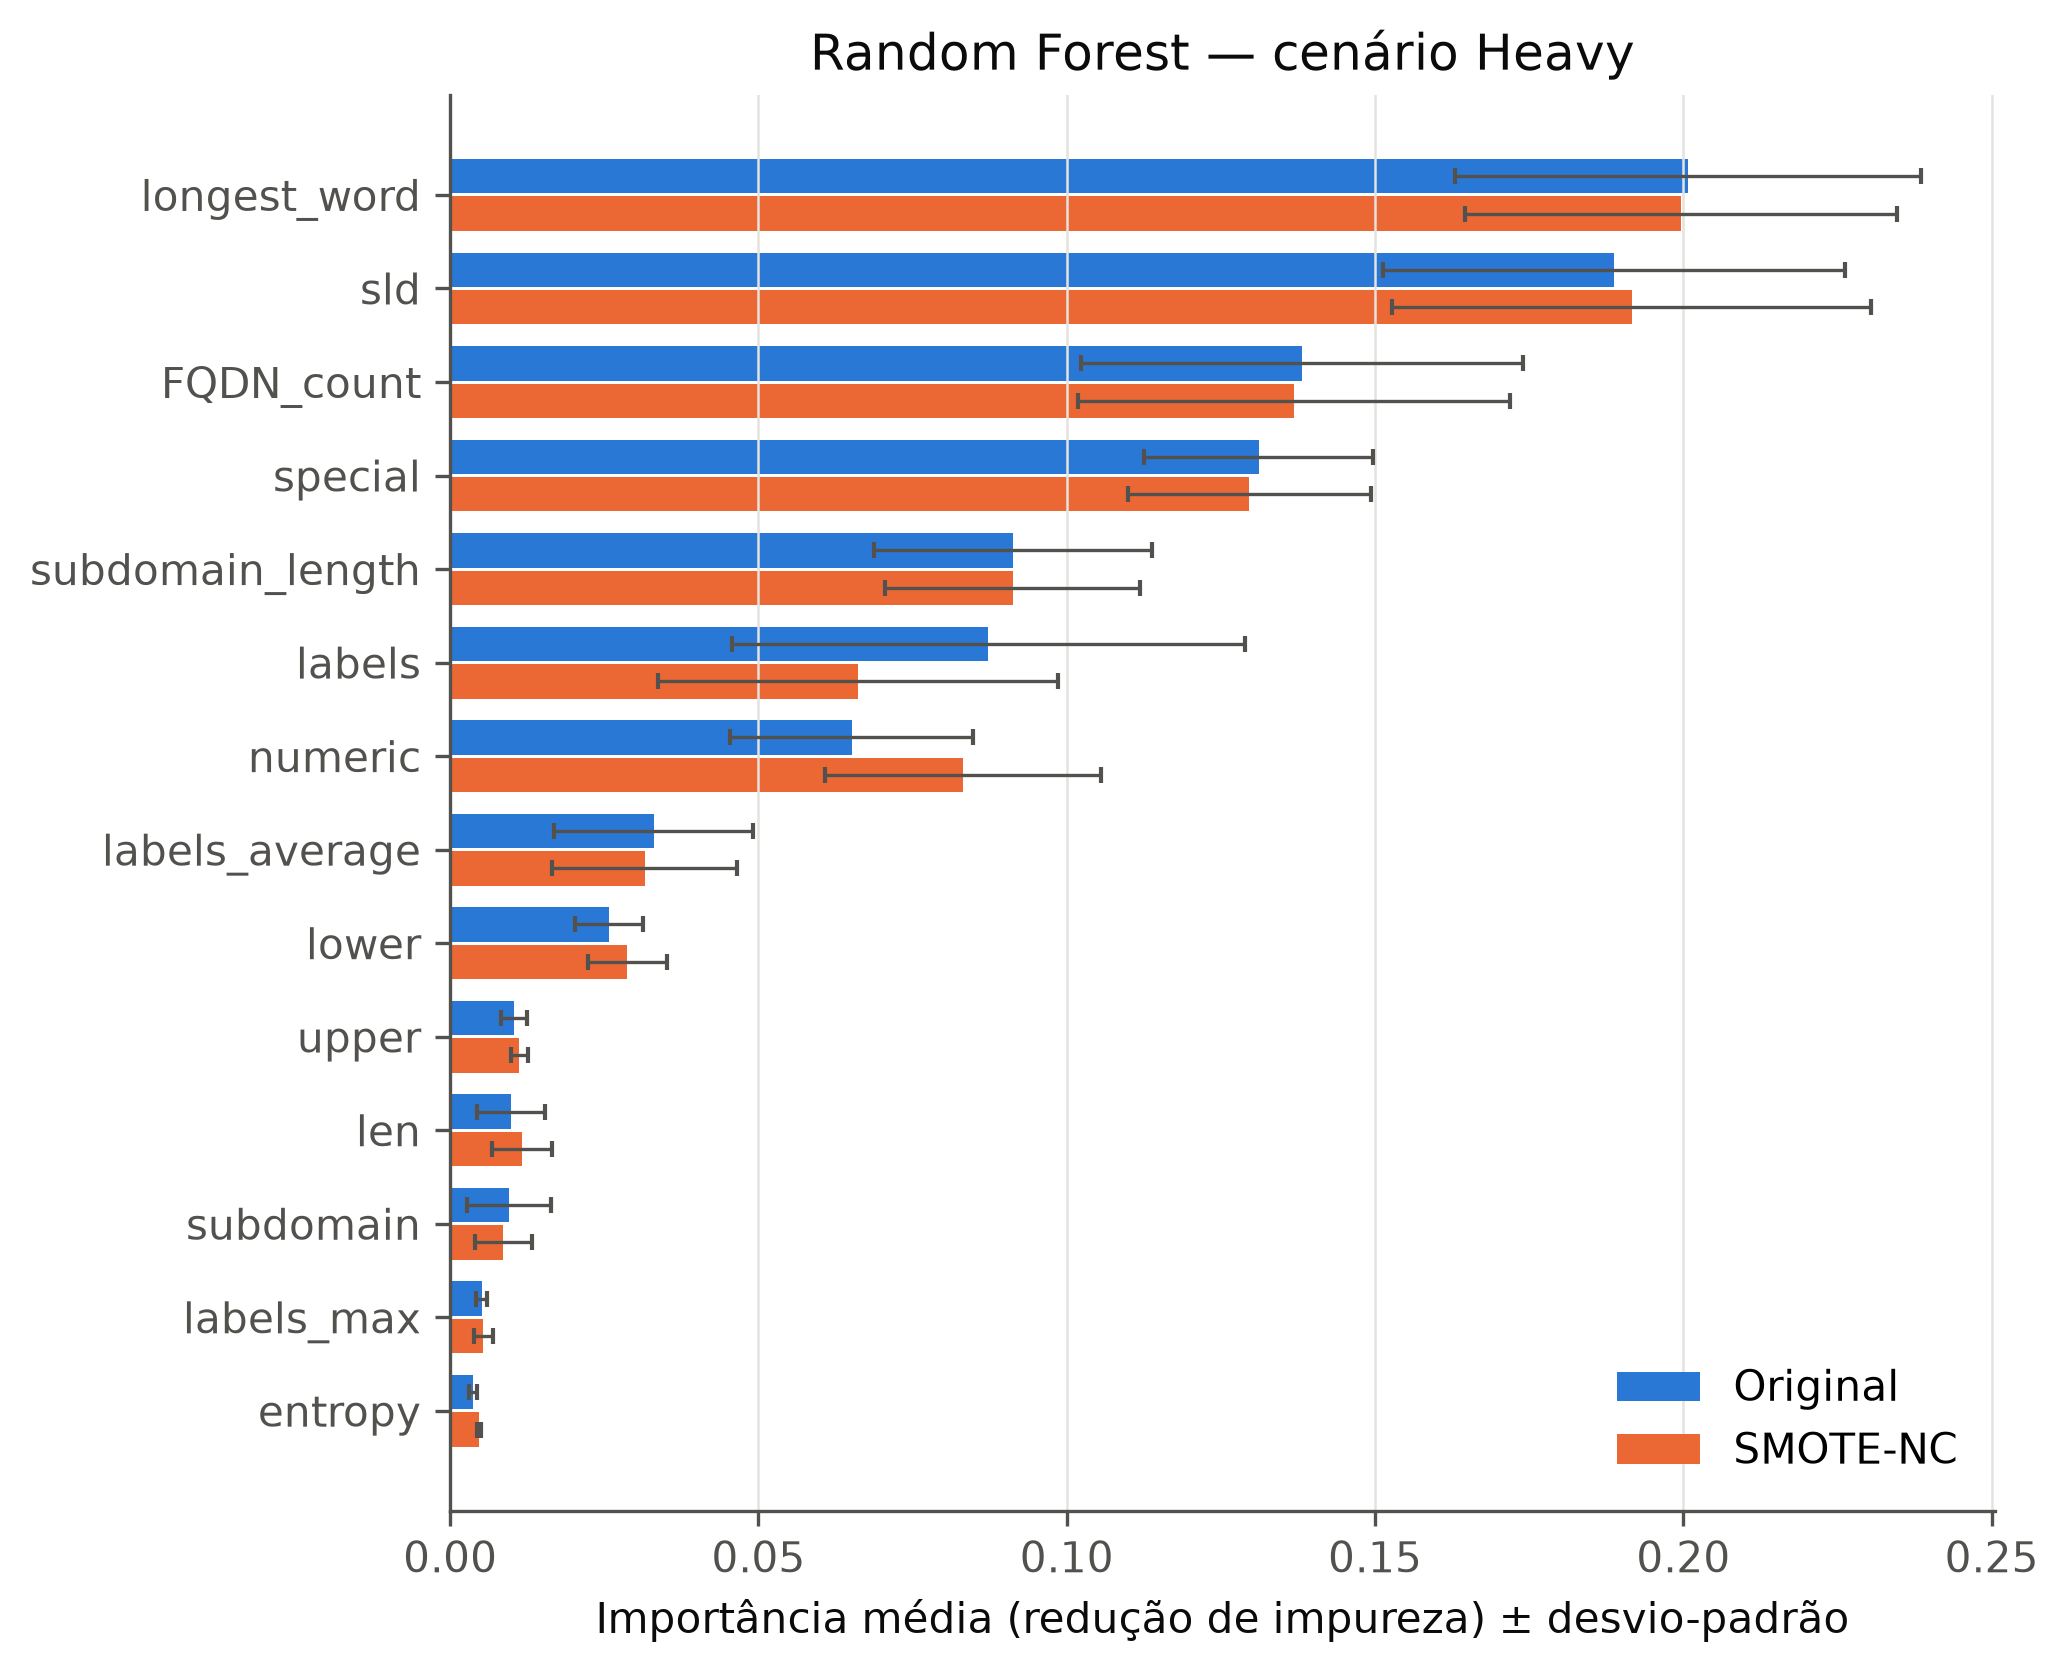 Random Forest — cenário Heavy
longest_word
sld
FQDN_count
special
subdomain_length
labels
numeric
labels_average
lower
upper
len
subdomain
labels_max
entropy
Original
SMOTE-NC
0.00 0.05 0.10 0.15 0.20 0.25
Importância média (redução de impureza) ± desvio-padrão